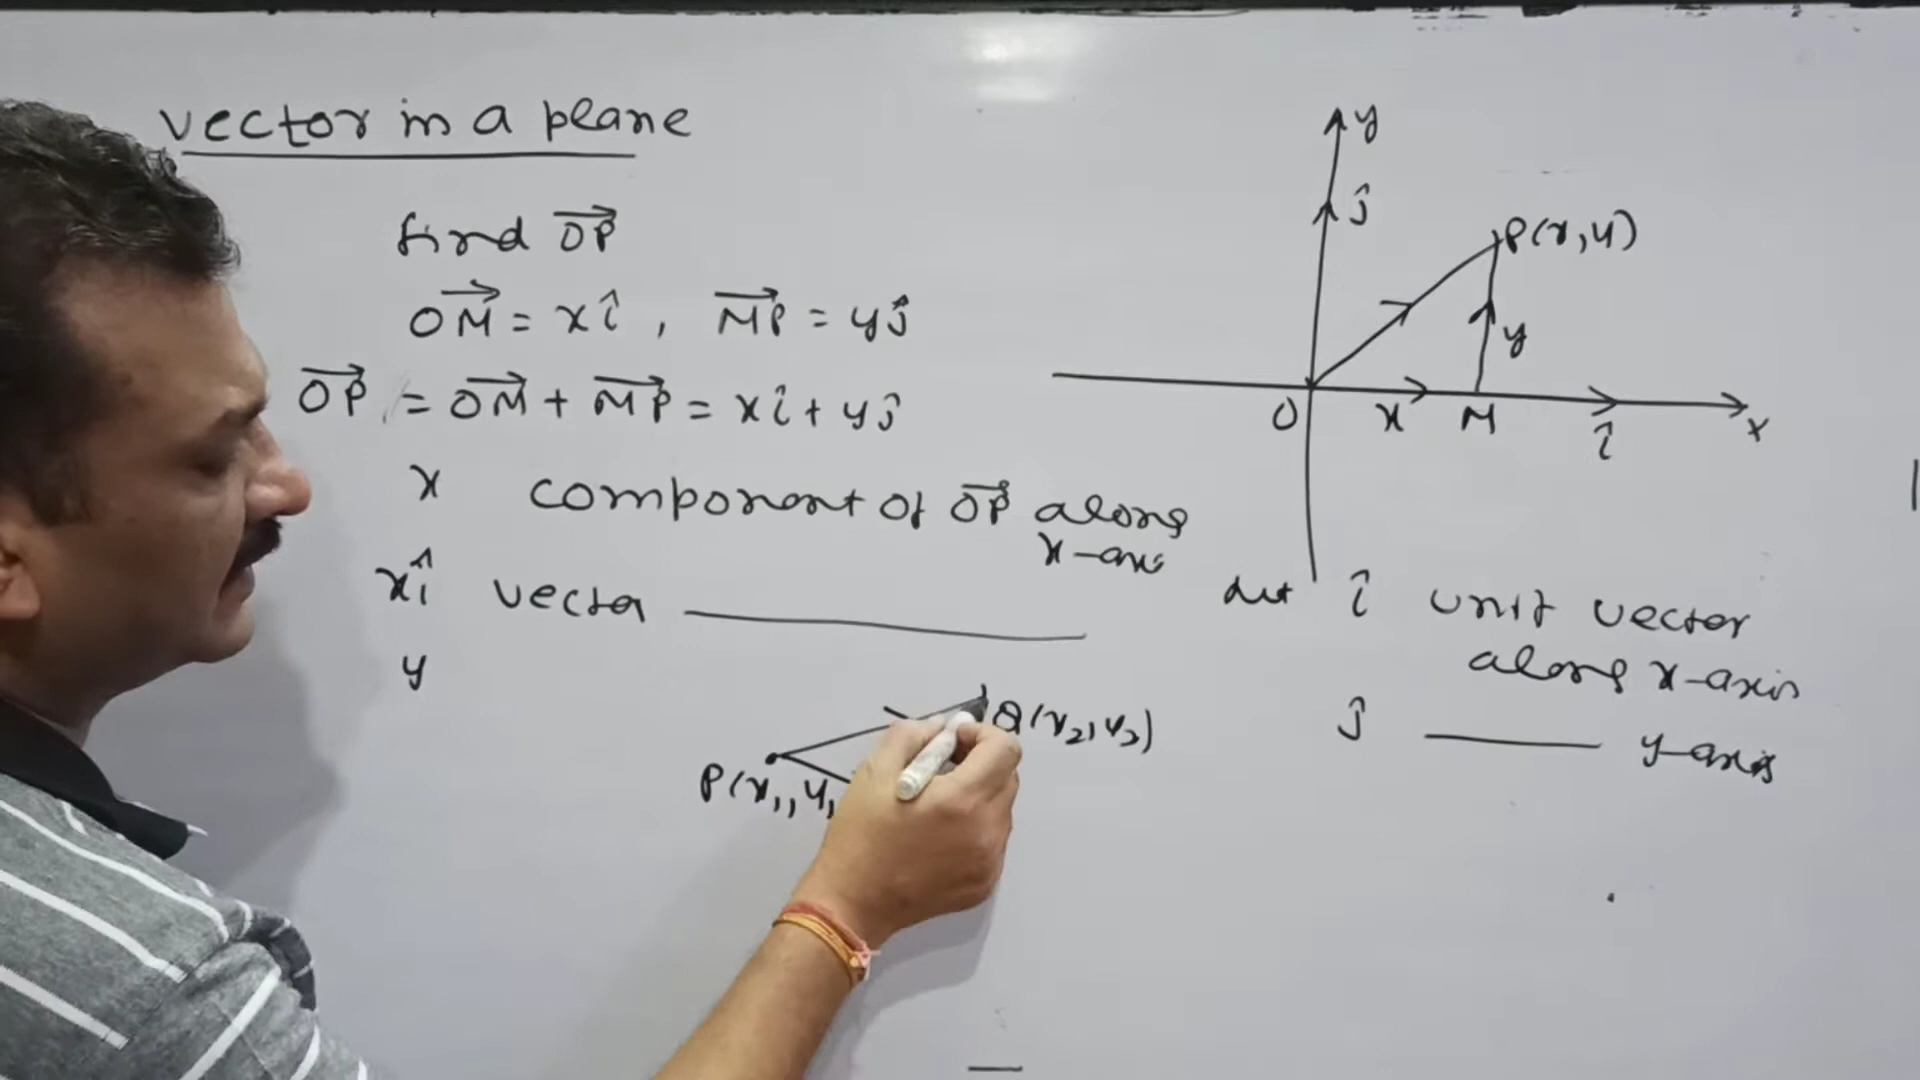 vector in a plane
find OP⃗
OM⃗ = xî , MP⃗ = yĵ
OP⃗ = OM⃗ + MP⃗ = xî + yĵ
x component of OP⃗ along
x-axis
xî vector
y
P(x₁, y₁
Q(x₂, y₂)
y
ĵ
P(x, y)
y
O x M
î
x
let î unit vector
along x-axis
ĵ y-axis